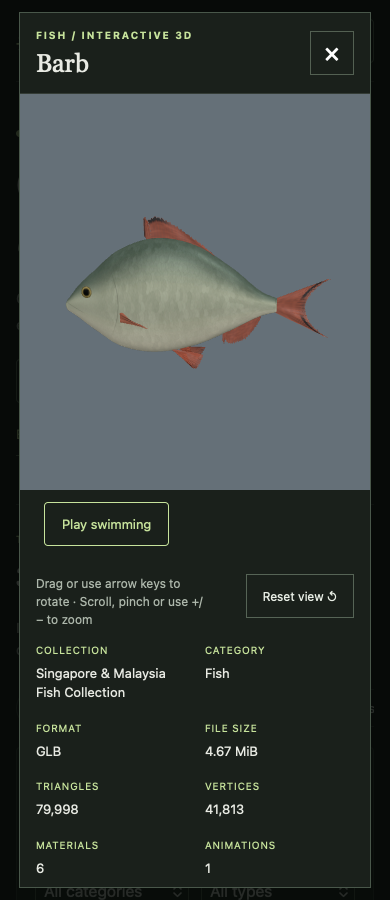 FISH / INTERACTIVE 3D
Barb
×
Play swimming
Drag or use arrow keys to
rotate · Scroll, pinch or use +/
− to zoom
Reset view ↺
COLLECTION
CATEGORY
Singapore & Malaysia
Fish Collection
Fish
FORMAT
FILE SIZE
GLB
4.67 MiB
TRIANGLES
VERTICES
79,998
41,813
MATERIALS
ANIMATIONS
6
1
All categories
All types